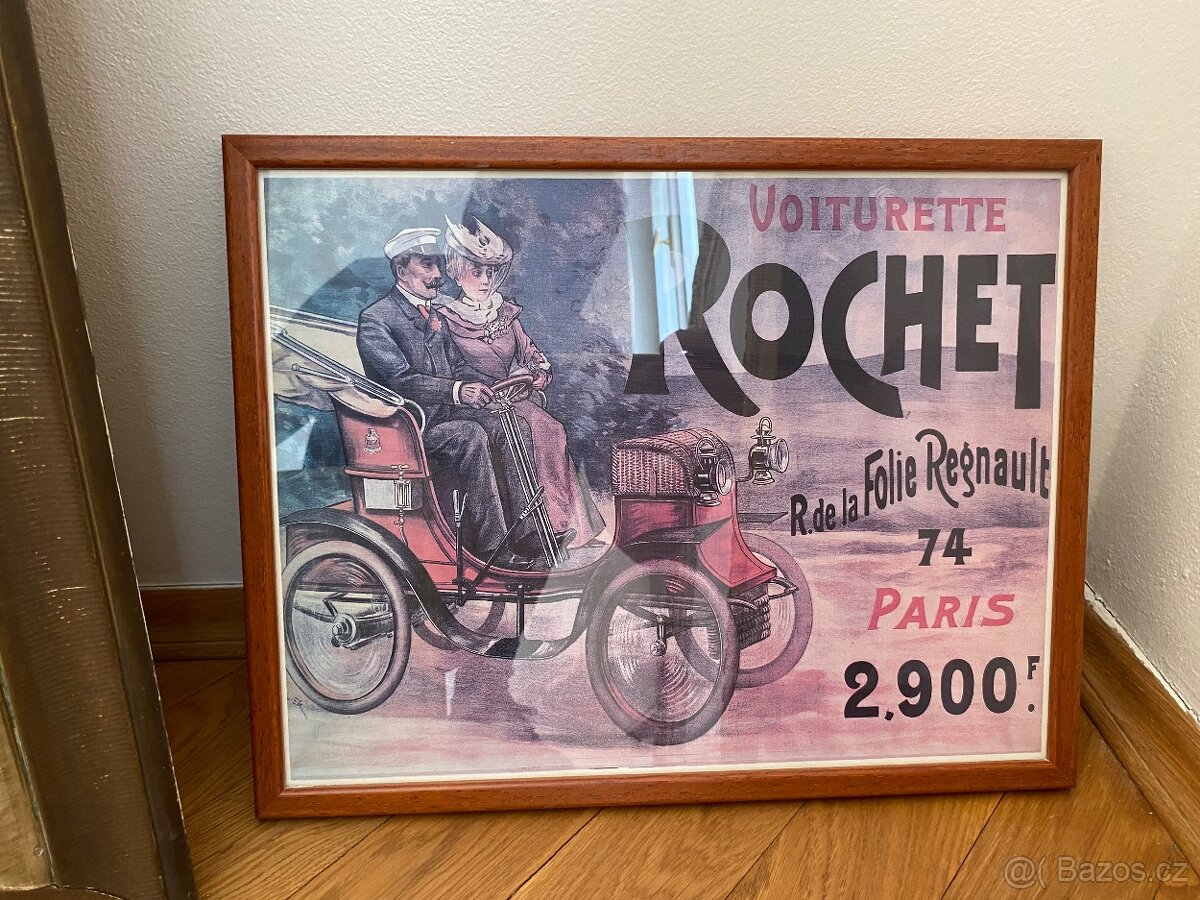 VOITURETTE
ROCHET
R. de la Folie Regnault
74
PARIS
2,900F.
@( Bazos.cz